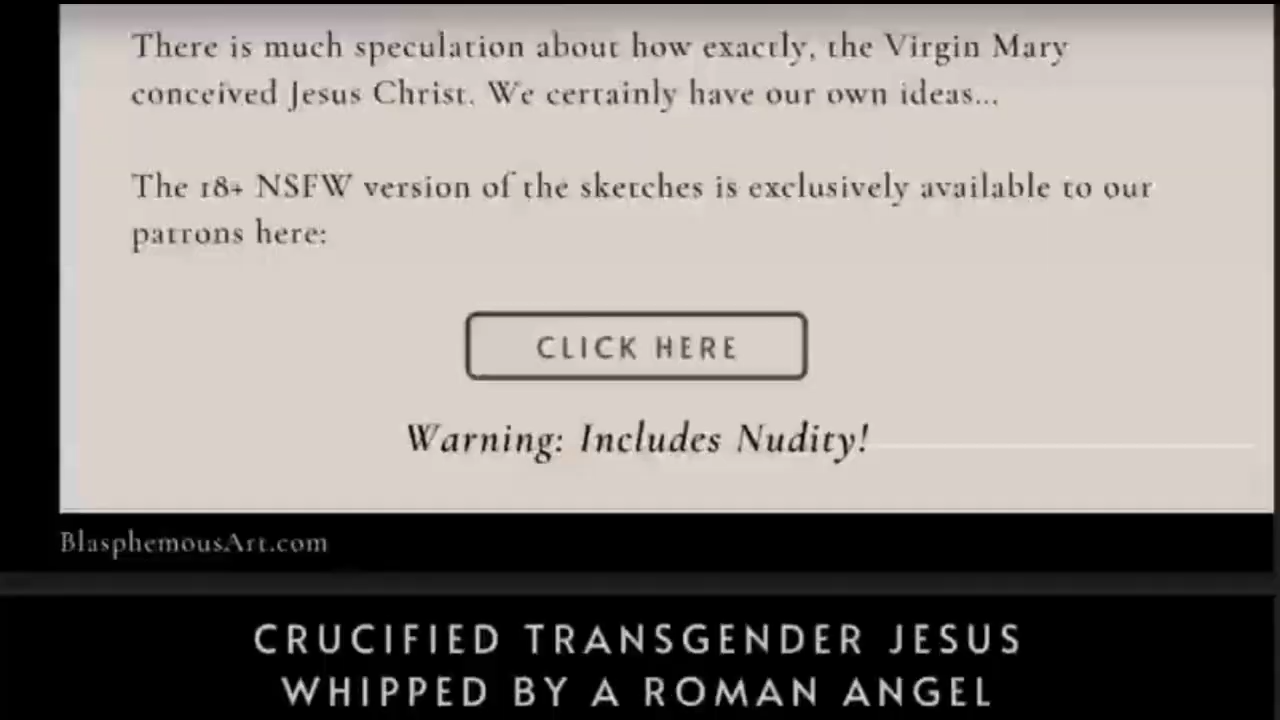 There is much speculation about how exactly, the Virgin Mary
conceived Jesus Christ. We certainly have our own ideas...
The 18+ NSFW version of the sketches is exclusively available to our
patrons here:
CLICK HERE
Warning: Includes Nudity!
BlasphemousArt.com
CRUCIFIED TRANSGENDER JESUS
WHIPPED BY A ROMAN ANGEL